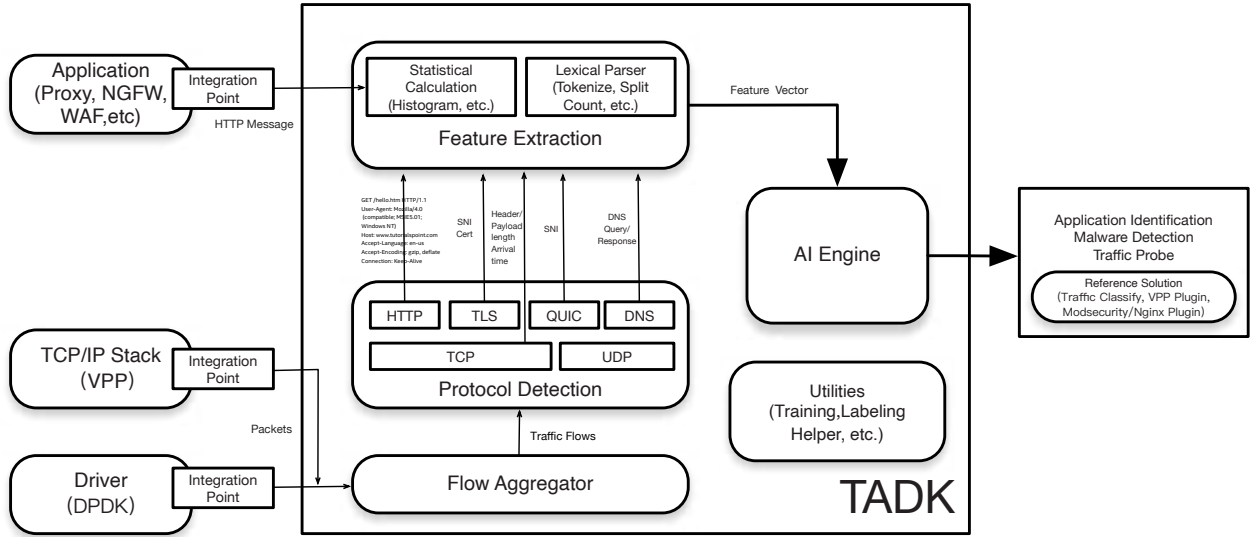 Application
(Proxy, NGFW,
WAF,etc)
Integration
Point
HTTP Message
Statistical
Calculation
(Histogram, etc.)
Lexical Parser
(Tokenize, Split
Count, etc.)
Feature Extraction
Feature Vector
GET /hello.htm HTTP/1.1
User-Agent: Mozilla/4.0
(compatible; MSIE5.01;
Windows NT)
Host: www.tutorialspoint.com
Accept-Language: en-us
Accept-Encoding: gzip, deflate
Connection: Keep-Alive
SNI
Cert
Header/
Payload
length
Arrival
time
SNI
DNS
Query/
Response
AI Engine
Application Identification
Malware Detection
Traffic Probe
Reference Solution
(Traffic Classify, VPP Plugin,
Modsecurity/Nginx Plugin)
HTTP
TLS
QUIC
DNS
TCP
UDP
Protocol Detection
TCP/IP Stack
(VPP)
Integration
Point
Packets
Traffic Flows
Utilities
(Training,Labeling
Helper, etc.)
Driver
(DPDK)
Integration
Point
Flow Aggregator
TADK